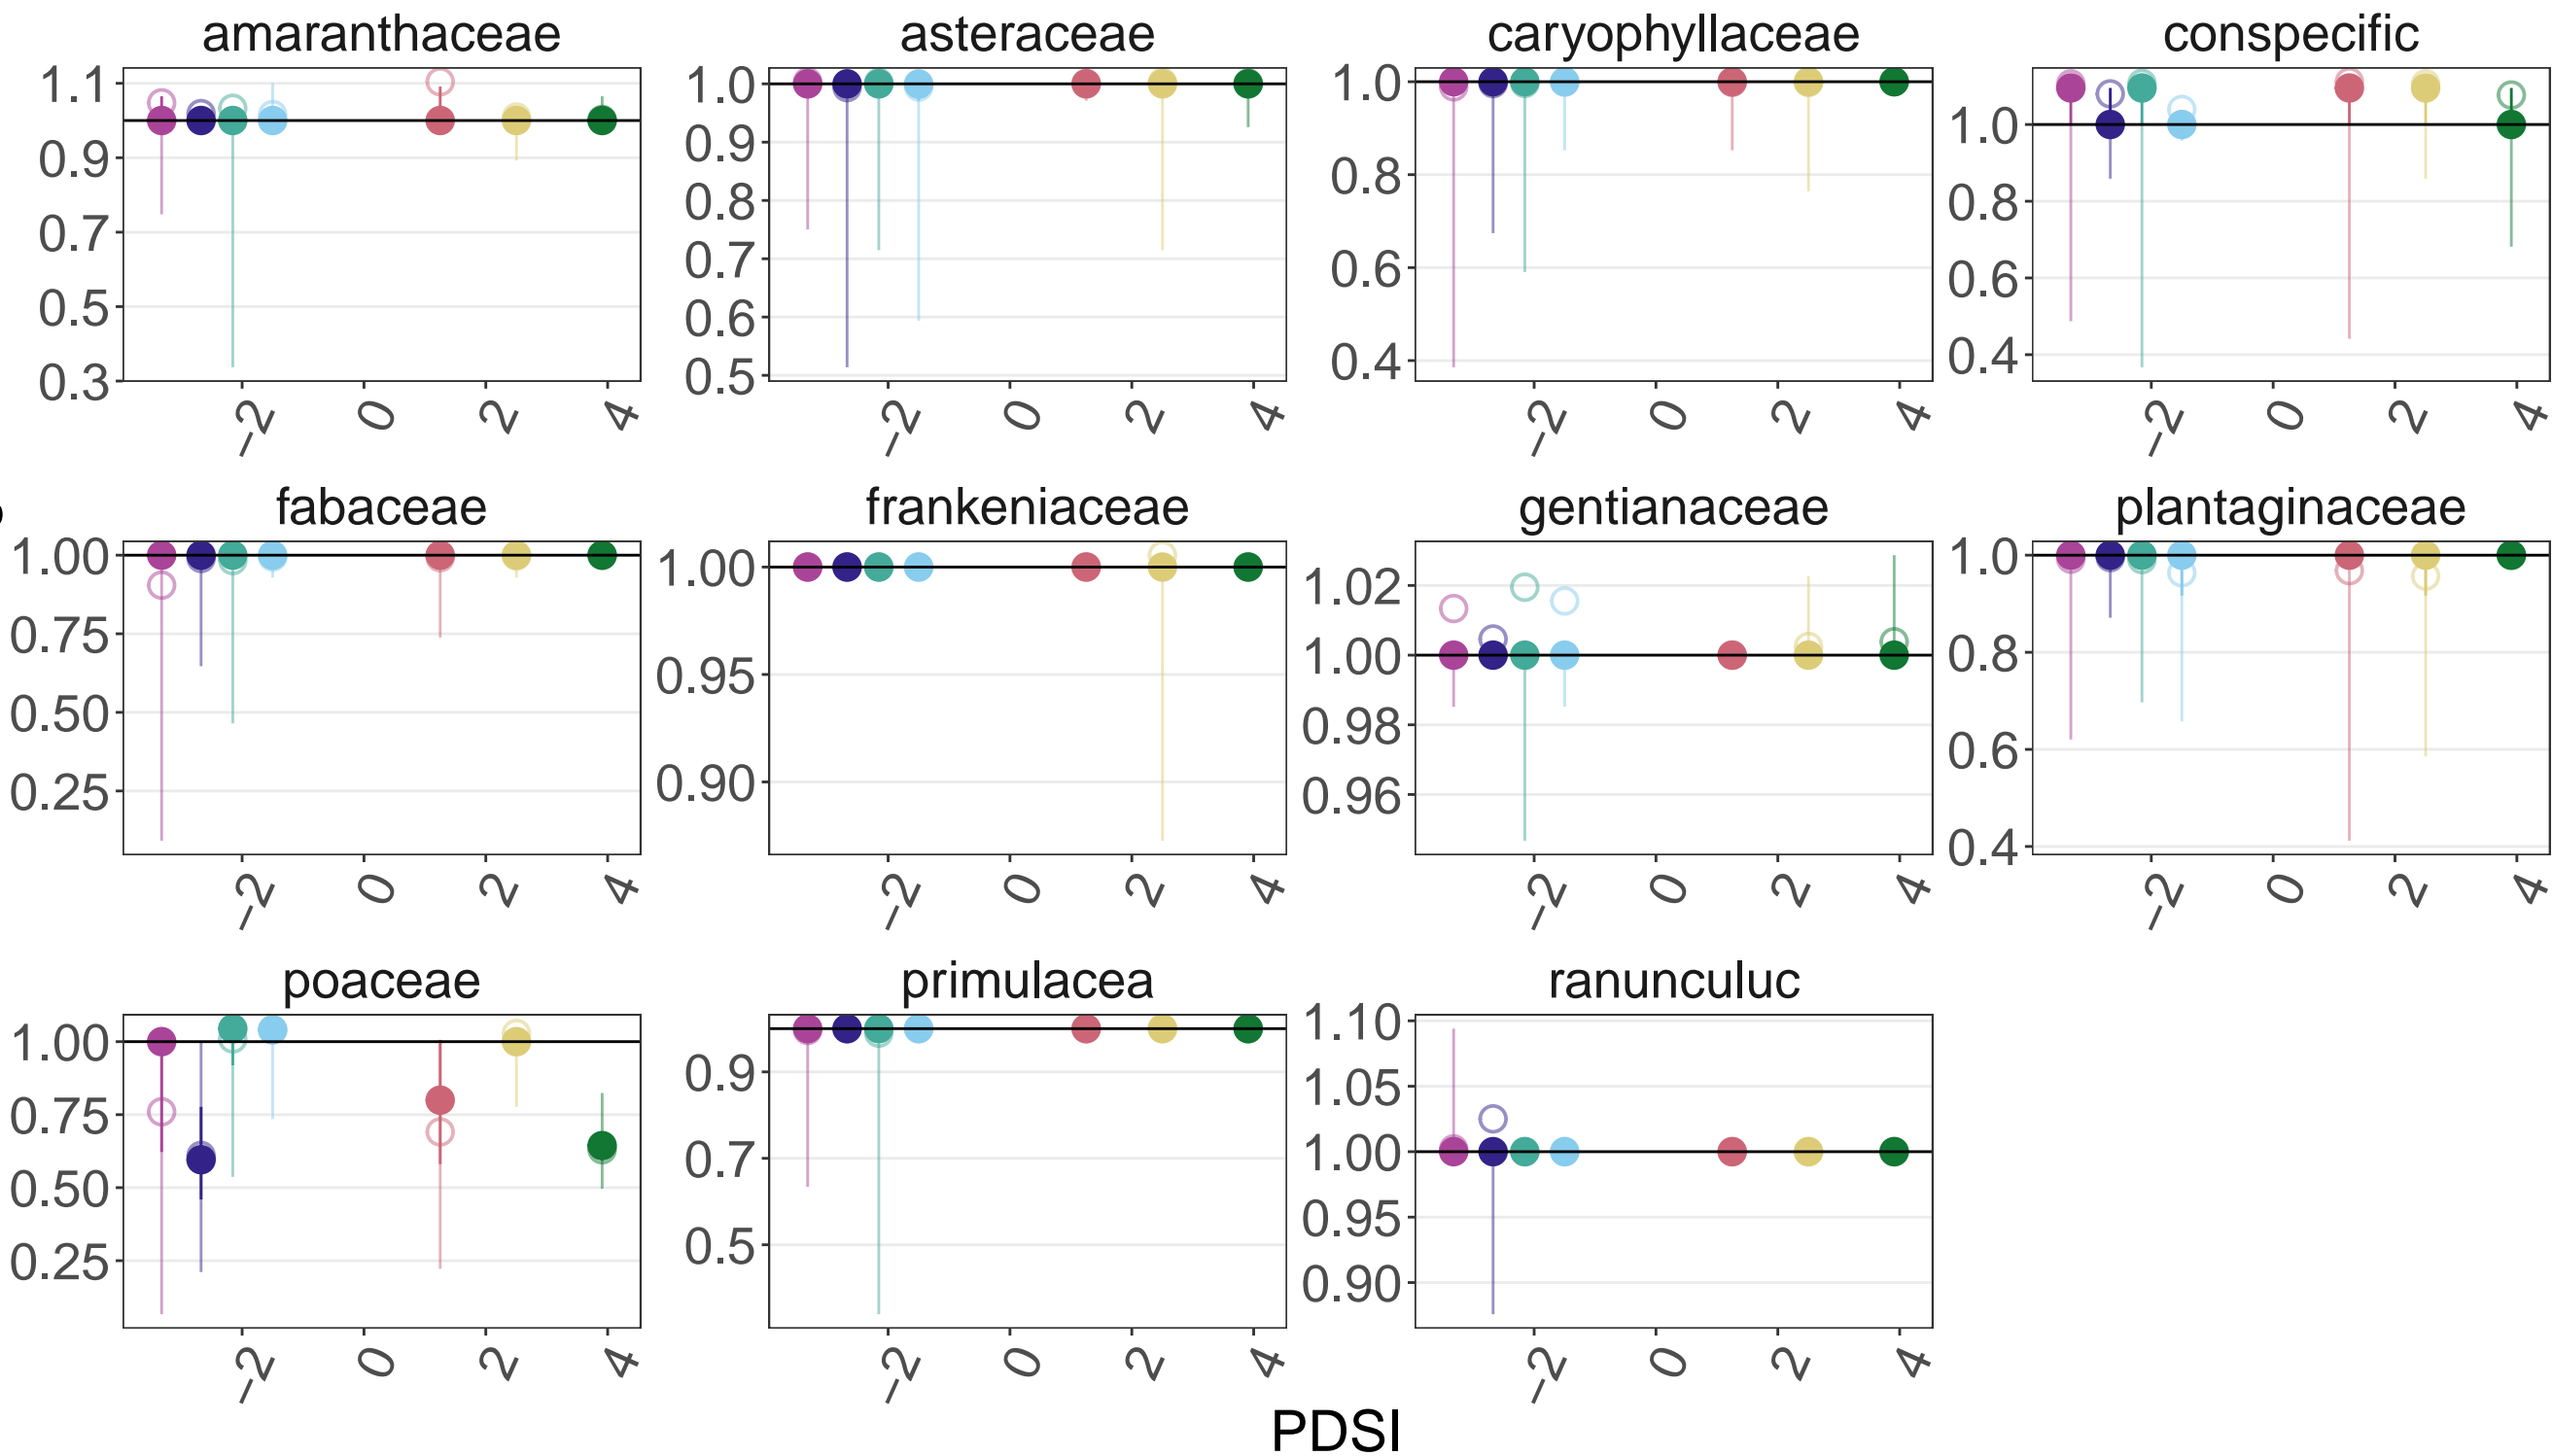 amaranthaceae asteraceae caryophyllaceae conspecific
1.1 0.9 0.7 0.5 0.3
1.0 0.9 0.8 0.7 0.6 0.5
1.0 0.8 0.6 0.4
1.0 0.8 0.6 0.4
−2 0 2 4 −2 0 2 4 −2 0 2 4 −2 0 2 4
fabaceae frankeniaceae gentianaceae plantaginaceae
1.00 0.75 0.50 0.25
1.00 0.95 0.90
1.02 1.00 0.98 0.96
1.0 0.8 0.6 0.4
−2 0 2 4 −2 0 2 4 −2 0 2 4 −2 0 2 4
poaceae primulacea ranunculuc
1.00 0.75 0.50 0.25
0.9 0.7 0.5
1.10 1.05 1.00 0.95 0.90
−2 0 2 4 −2 0 2 4 −2 0 2 4
PDSI